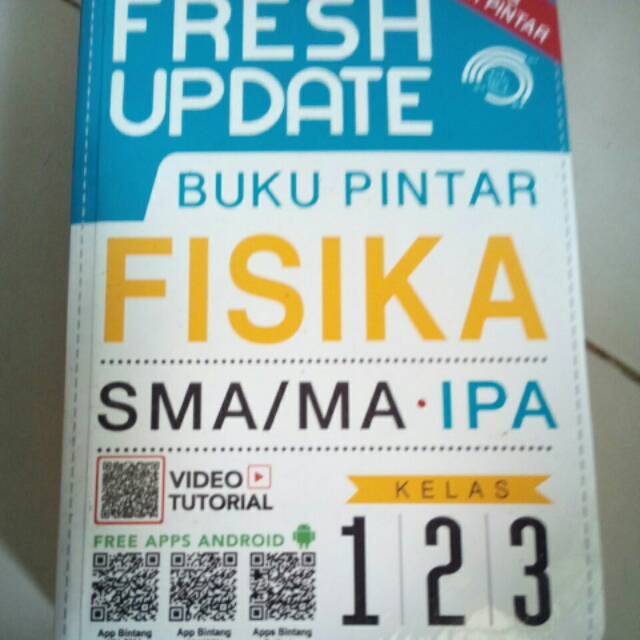 FRESH
PINTAR
UPDATE
BUKU PINTAR
FISIKA
SMA/MA · IPA
VIDEO
TUTORIAL
KELAS
FREE APPS ANDROID
1 2 3
App Bintang App Bintang Apps Bintang